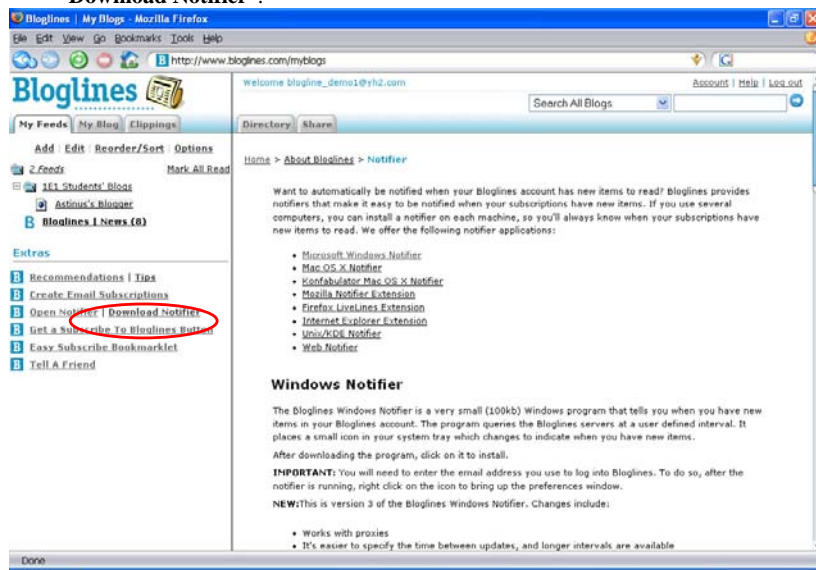 "Download Notifier".
Bloglines | My Blogs - Mozilla Firefox
File Edit View Go Bookmarks Tools Help
http://www.bloglines.com/myblogs
Bloglines
Welcome blogline_demo1@yh2.com
Account | Help | Log out
Search All Blogs
My Feeds My Blog Clippings
Directory Share
Add | Edit | Reorder/Sort | Options
2 Feeds Mark All Read
1E1 Students' Blogs
Astinus's Blogger
Bloglines | News (8)
Extras
Recommendations | Tips
Create Email Subscriptions
Open Notifier | Download Notifier
Get a Subscribe To Bloglines Button
Easy Subscribe Bookmarklet
Tell A Friend
Home > About Bloglines > Notifier
Want to automatically be notified when your Bloglines account has new items to read? Bloglines provides
notifiers that make it easy to be notified when your subscriptions have new items. If you use several
computers, you can install a notifier on each machine, so you'll always know when your subscriptions have
new items to read. We offer the following notifier applications:
• Microsoft Windows Notifier
• Mac OS X Notifier
• Konfabulator Mac OS X Notifier
• Mozilla Notifier Extension
• Firefox LiveLines Extension
• Internet Explorer Extension
• Unix/KDE Notifier
• Web Notifier
Windows Notifier
The Bloglines Windows Notifier is a very small (100kb) Windows program that tells you when you have new
items in your Bloglines account. The program queries the Bloglines servers at a user defined interval. It
places a small icon in your system tray which changes to indicate when you have new items.
After downloading the program, click on it to install.
IMPORTANT: You will need to enter the email address you use to log into Bloglines. To do so, after the
notifier is running, right click on the icon to bring up the preferences window.
NEW:This is version 3 of the Bloglines Windows Notifier. Changes include:
• Works with proxies
• It's easier to specify the time between updates, and longer intervals are available
Done